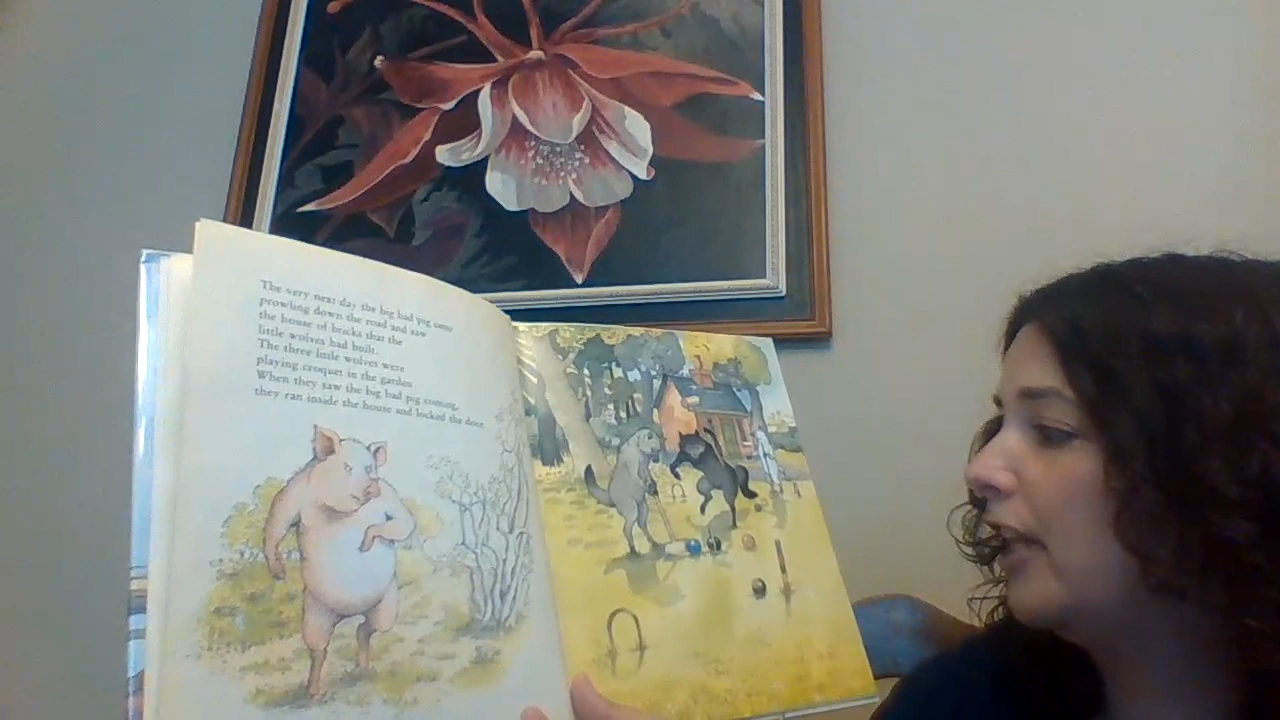 The very next day the big bad pig came
prowling down the road and saw
the house of bricks that the
little wolves had built.
The three little wolves were
playing croquet in the garden
When they saw the big bad pig coming,
they ran inside the house and locked the door.